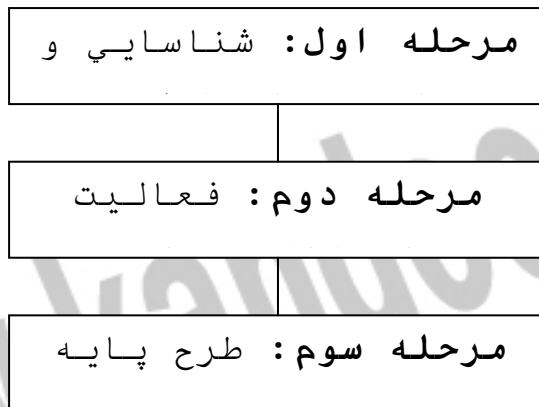 مرحله اول: شناسايي و
مرحله دوم: فعاليت
مرحله سوم: طرح پايه